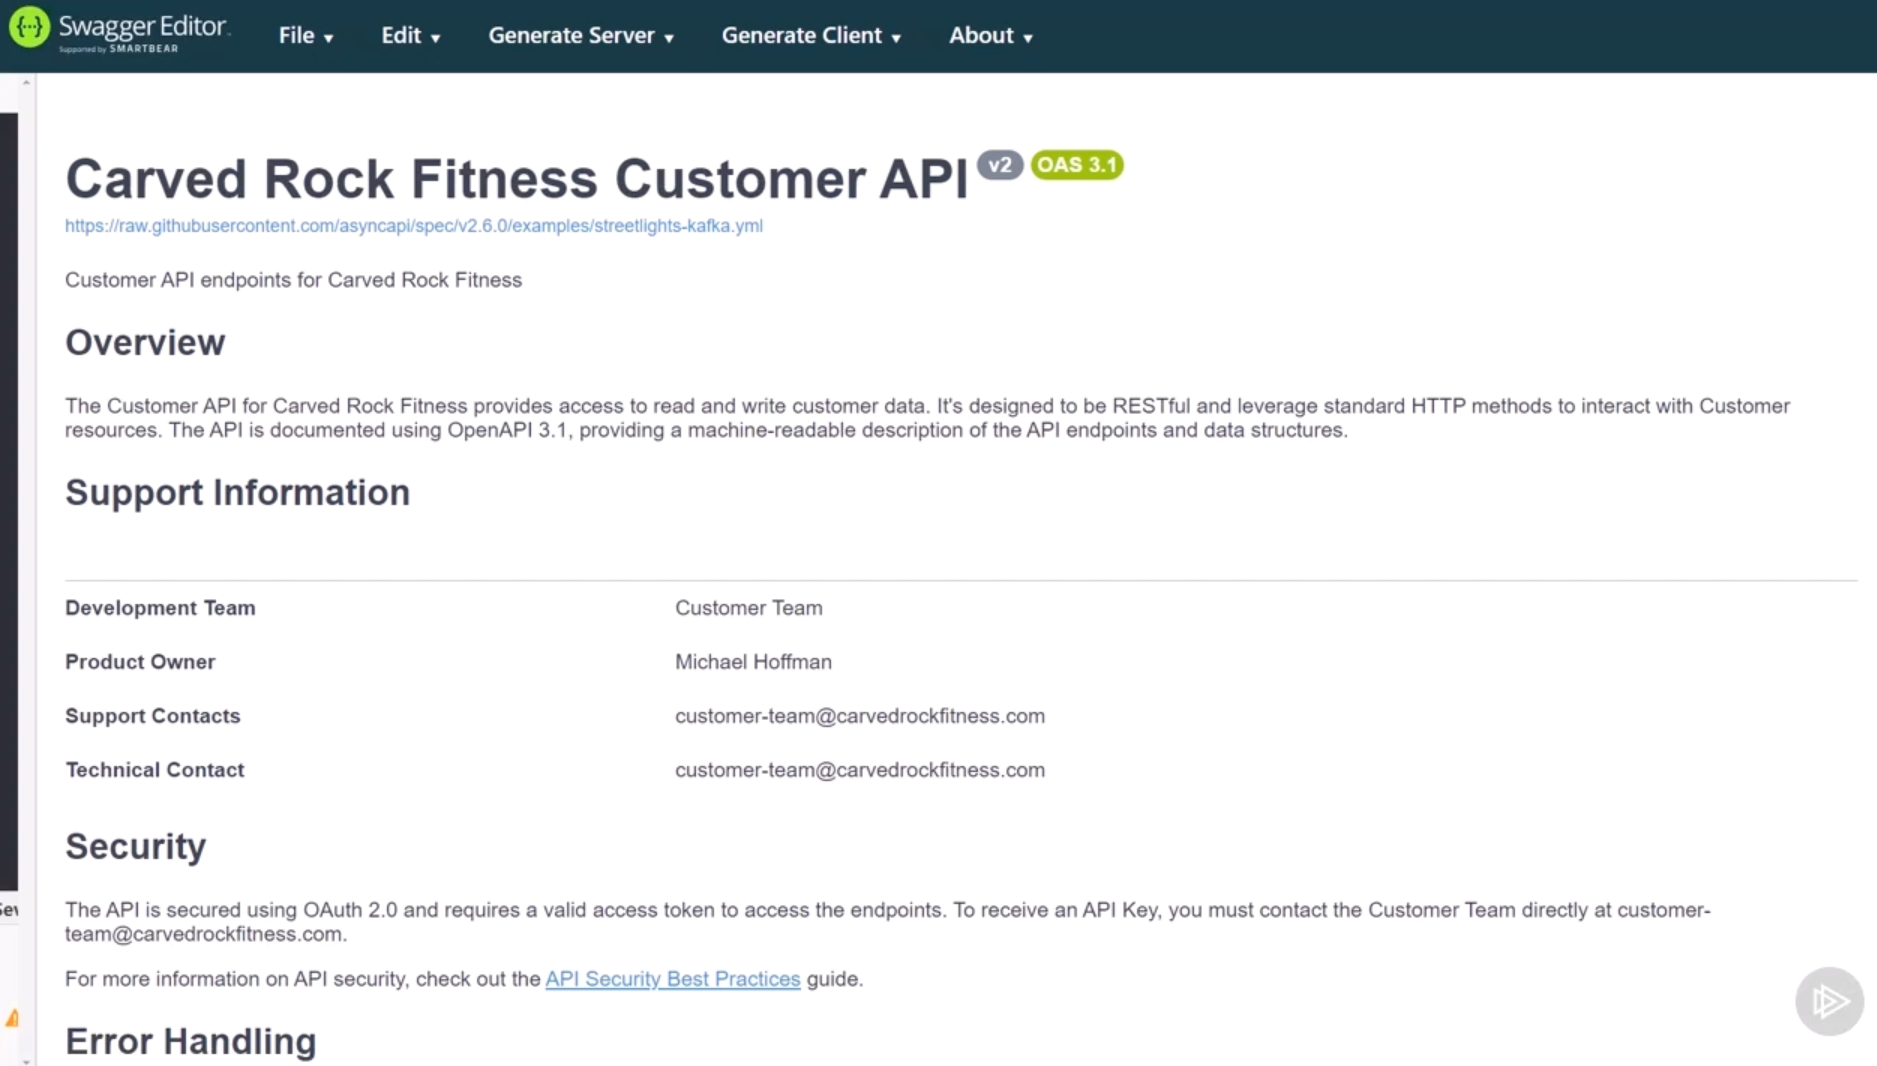 Swagger Editor
Supported by SMARTBEAR
File
Edit
Generate Server
Generate Client
About
Carved Rock Fitness Customer API v2 OAS 3.1
https://raw.githubusercontent.com/asyncapi/spec/v2.6.0/examples/streetlights-kafka.yml
Customer API endpoints for Carved Rock Fitness
Overview
The Customer API for Carved Rock Fitness provides access to read and write customer data. It's designed to be RESTful and leverage standard HTTP methods to interact with Customer
resources. The API is documented using OpenAPI 3.1, providing a machine-readable description of the API endpoints and data structures.
Support Information
Development Team Customer Team
Product Owner Michael Hoffman
Support Contacts customer-team@carvedrockfitness.com
Technical Contact customer-team@carvedrockfitness.com
Security
The API is secured using OAuth 2.0 and requires a valid access token to access the endpoints. To receive an API Key, you must contact the Customer Team directly at customer-
team@carvedrockfitness.com.
For more information on API security, check out the API Security Best Practices guide.
Error Handling